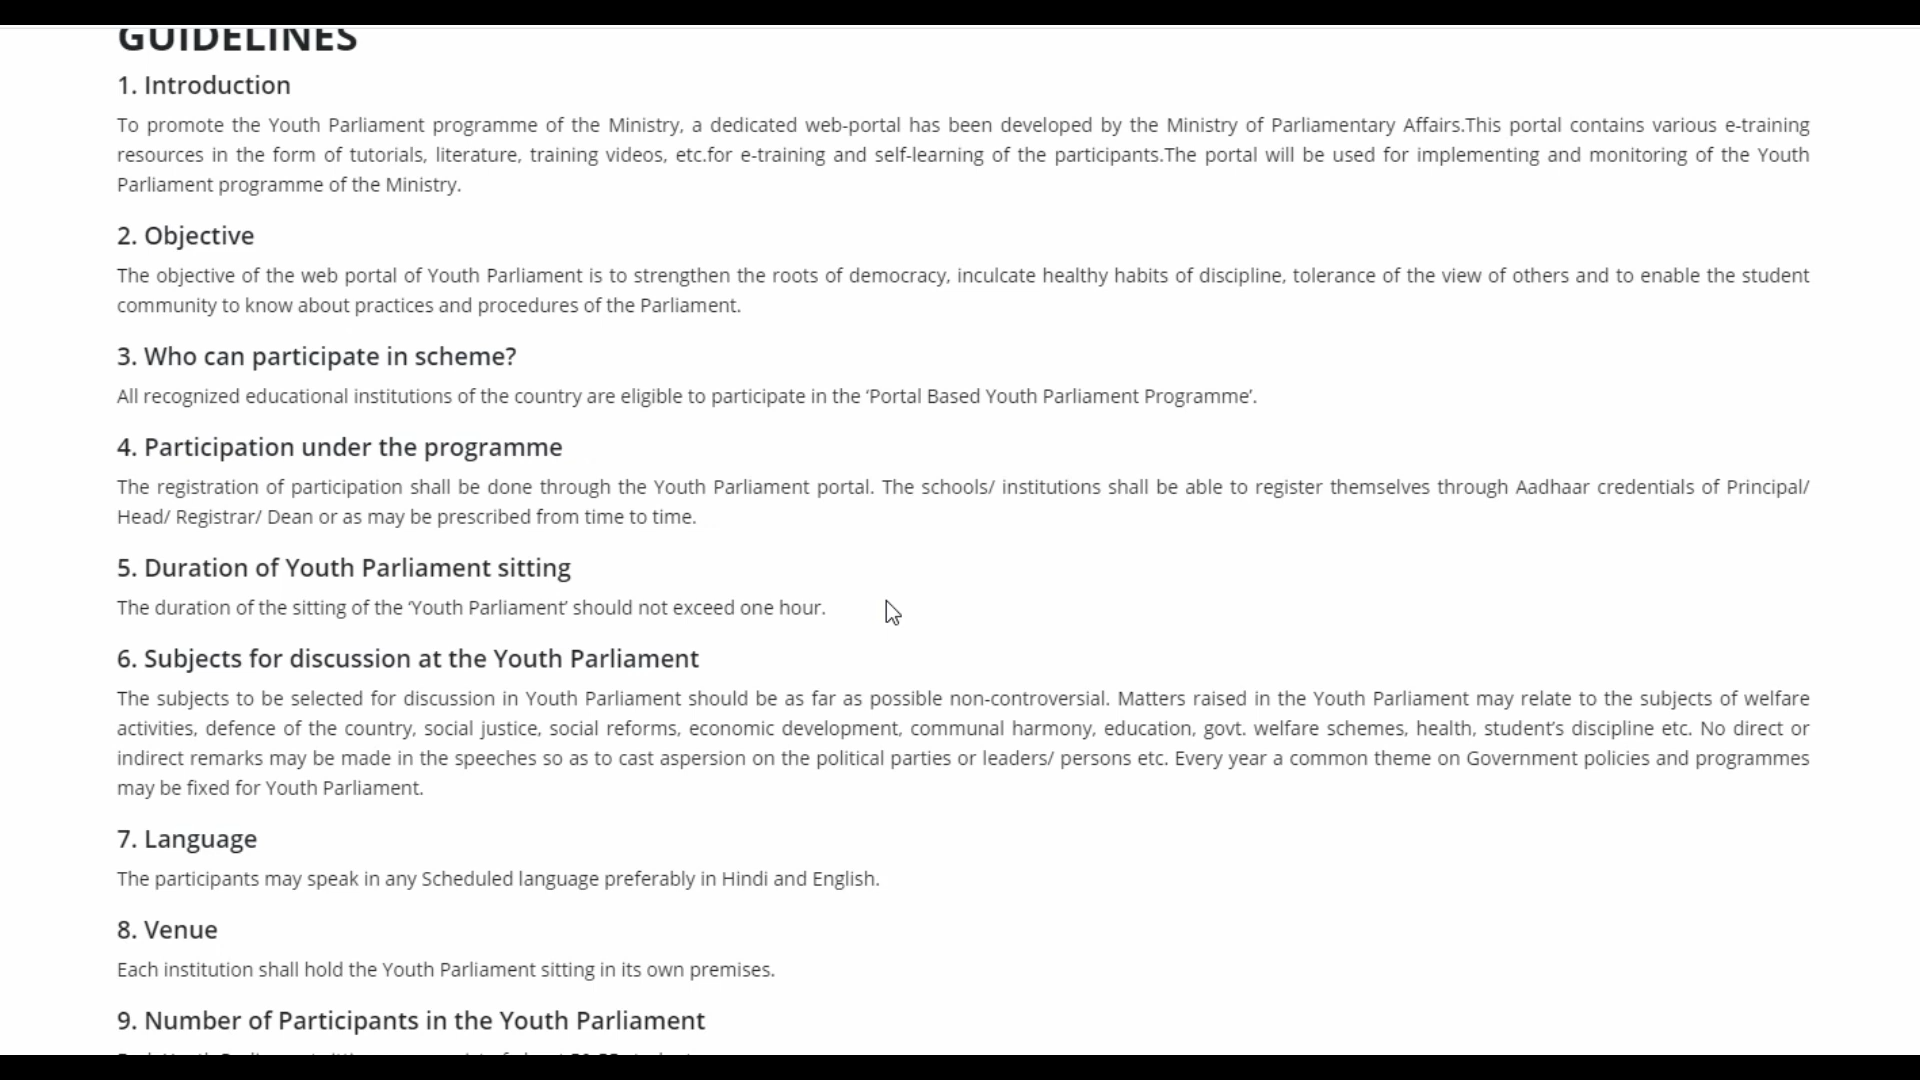 GUIDELINES
1. Introduction
To promote the Youth Parliament programme of the Ministry, a dedicated web-portal has been developed by the Ministry of Parliamentary Affairs.This portal contains various e-training
resources in the form of tutorials, literature, training videos, etc.for e-training and self-learning of the participants.The portal will be used for implementing and monitoring of the Youth
Parliament programme of the Ministry.
2. Objective
The objective of the web portal of Youth Parliament is to strengthen the roots of democracy, inculcate healthy habits of discipline, tolerance of the view of others and to enable the student
community to know about practices and procedures of the Parliament.
3. Who can participate in scheme?
All recognized educational institutions of the country are eligible to participate in the ‘Portal Based Youth Parliament Programme’.
4. Participation under the programme
The registration of participation shall be done through the Youth Parliament portal. The schools/ institutions shall be able to register themselves through Aadhaar credentials of Principal/
Head/ Registrar/ Dean or as may be prescribed from time to time.
5. Duration of Youth Parliament sitting
The duration of the sitting of the ‘Youth Parliament’ should not exceed one hour.
6. Subjects for discussion at the Youth Parliament
The subjects to be selected for discussion in Youth Parliament should be as far as possible non-controversial. Matters raised in the Youth Parliament may relate to the subjects of welfare
activities, defence of the country, social justice, social reforms, economic development, communal harmony, education, govt. welfare schemes, health, student’s discipline etc. No direct or
indirect remarks may be made in the speeches so as to cast aspersion on the political parties or leaders/ persons etc. Every year a common theme on Government policies and programmes
may be fixed for Youth Parliament.
7. Language
The participants may speak in any Scheduled language preferably in Hindi and English.
8. Venue
Each institution shall hold the Youth Parliament sitting in its own premises.
9. Number of Participants in the Youth Parliament